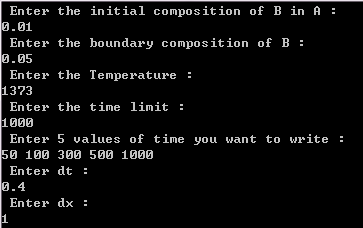 Enter the initial composition of B in A :
0.01
Enter the boundary composition of B :
0.05
Enter the Temperature :
1373
Enter the time limit :
1000
Enter 5 values of time you want to write :
50 100 300 500 1000
Enter dt :
0.4
Enter dx :
1